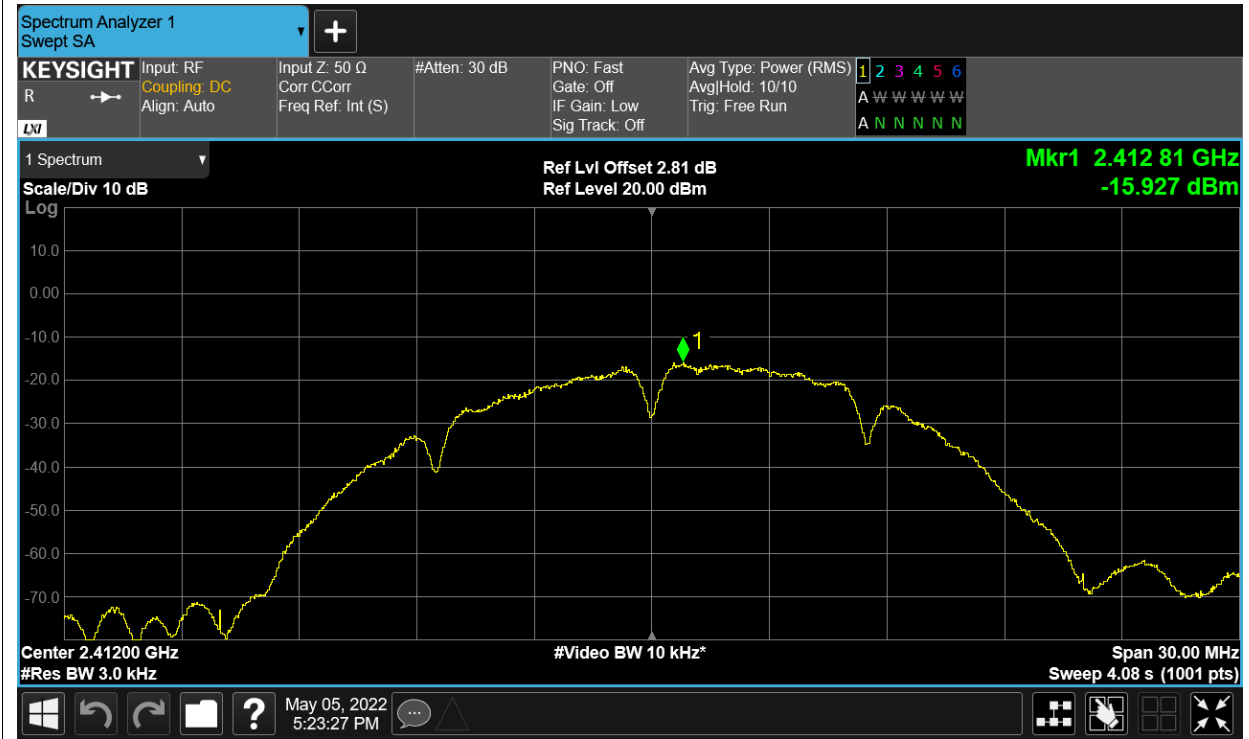 Spectrum Analyzer 1
Swept SA
+
KEYSIGHT
R
LXI
Input: RF
Coupling: DC
Align: Auto
Input Z: 50 Ω
Corr CCorr
Freq Ref: Int (S)
#Atten: 30 dB
PNO: Fast
Gate: Off
IF Gain: Low
Sig Track: Off
Avg Type: Power (RMS)
Avg|Hold: 10/10
Trig: Free Run
1 2 3 4 5 6
A W W W W W
A N N N N N
1 Spectrum
Scale/Div 10 dB
Ref Lvl Offset 2.81 dB
Ref Level 20.00 dBm
Mkr1 2.412 81 GHz
-15.927 dBm
Log
10.0
0.00
-10.0
-20.0
-30.0
-40.0
-50.0
-60.0
-70.0
1
Center 2.41200 GHz
#Res BW 3.0 kHz
#Video BW 10 kHz*
Span 30.00 MHz
Sweep 4.08 s (1001 pts)
?
May 05, 2022
5:23:27 PM